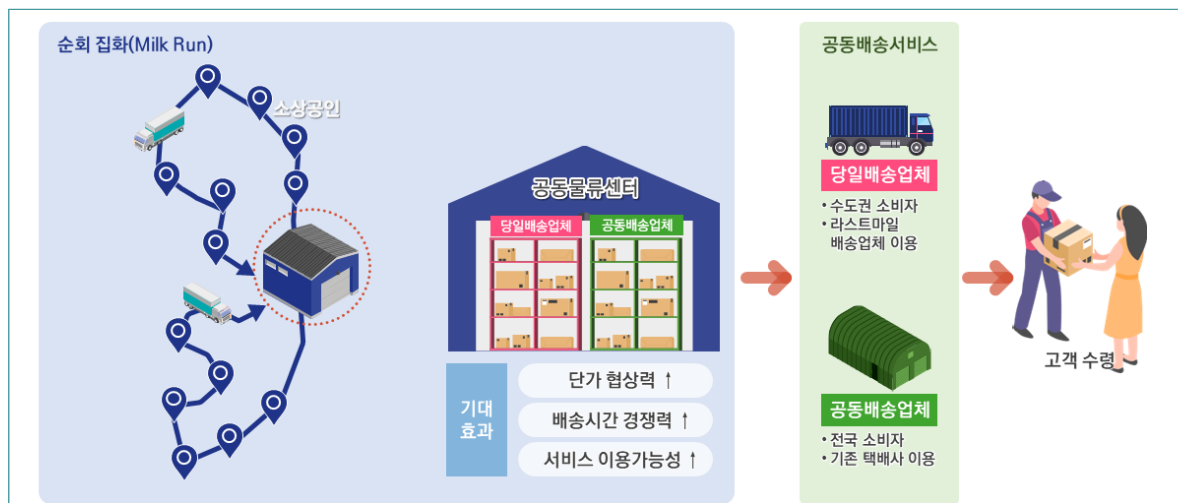 순회 집화(Milk Run)
소상공인
공동물류센터
당일배송업체
공동배송업체
기대
효과
단가 협상력 ↑
배송시간 경쟁력 ↑
서비스 이용가능성 ↑
공동배송서비스
당일배송업체
• 수도권 소비자
• 라스트마일
배송업체 이용
공동배송업체
• 전국 소비자
• 기존 택배사 이용
고객 수령